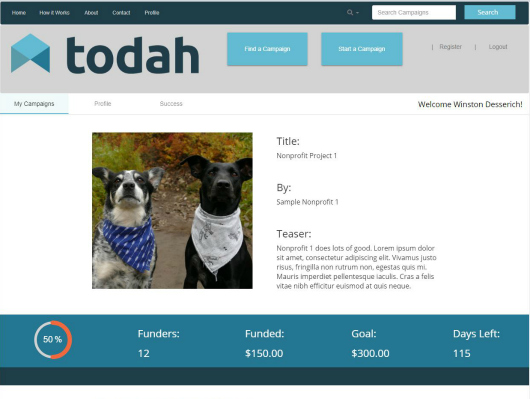 Home How It Works About Contact Profile Search Campaigns Search
todah Find a Campaign Start a Campaign | Register | Logout
My Campaigns Profile Success Welcome Winston Desserich!
Title:
Nonprofit Project 1
By:
Sample Nonprofit 1
Teaser:
Nonprofit 1 does lots of good. Lorem ipsum dolor
sit amet, consectetur adipiscing elit. Vivamus justo
risus, fringilla non rutrum non, egestas quis mi.
Mauris imperdiet pellentesque iaculis. Cras a felis
vitae nibh efficitur euismod at quis neque.
50 % Funders: Funded: Goal: Days Left:
12 $150.00 $300.00 115